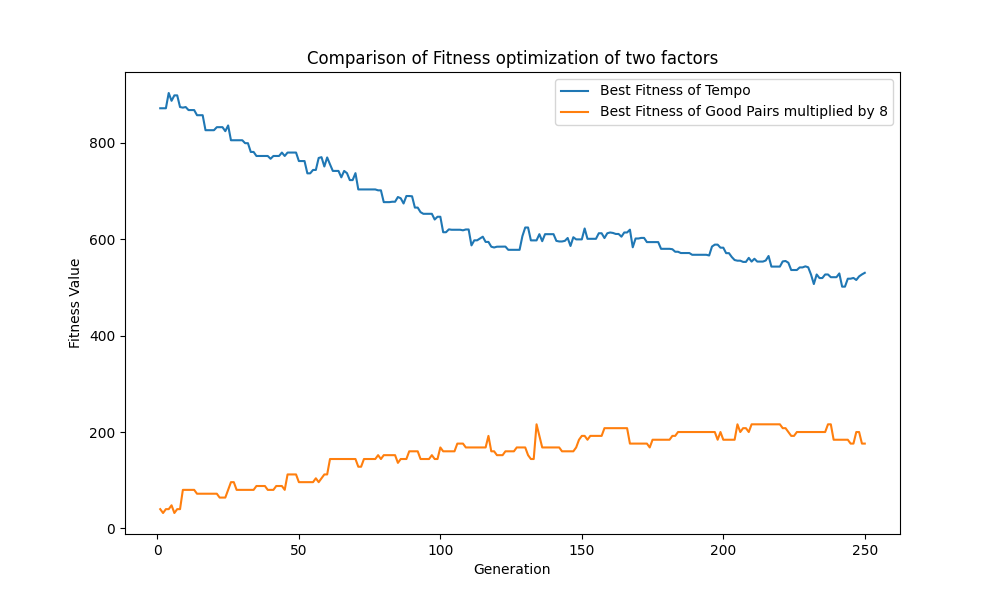 Comparison of Fitness optimization of two factors
Best Fitness of Tempo
Best Fitness of Good Pairs multiplied by 8
Fitness Value
800
600
400
200
0
0 50 100 150 200 250
Generation